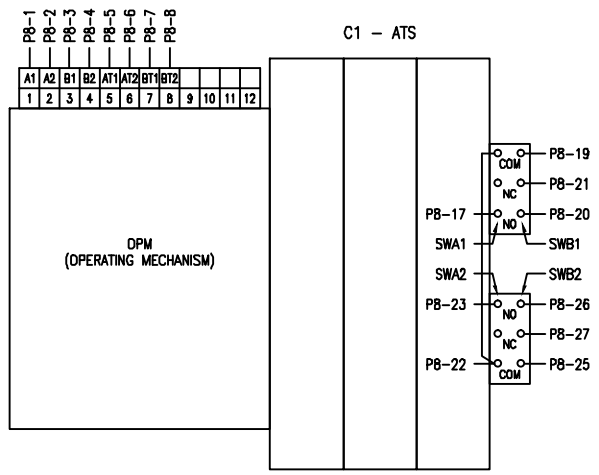 P8-1 P8-2 P8-3 P8-4 P8-5 P8-6 P8-7 P8-8
C1 - ATS
A1 A2 B1 B2 AT1 AT2 BT1 BT2
1 2 3 4 5 6 7 8 9 10 11 12
P8-19
COM
P8-21
NC
P8-17 P8-20
NO
SWA1 SWB1
OPM
(OPERATING MECHANISM)
SWA2 SWB2
P8-23 P8-26
NO
P8-27
NC
P8-22 P8-25
COM